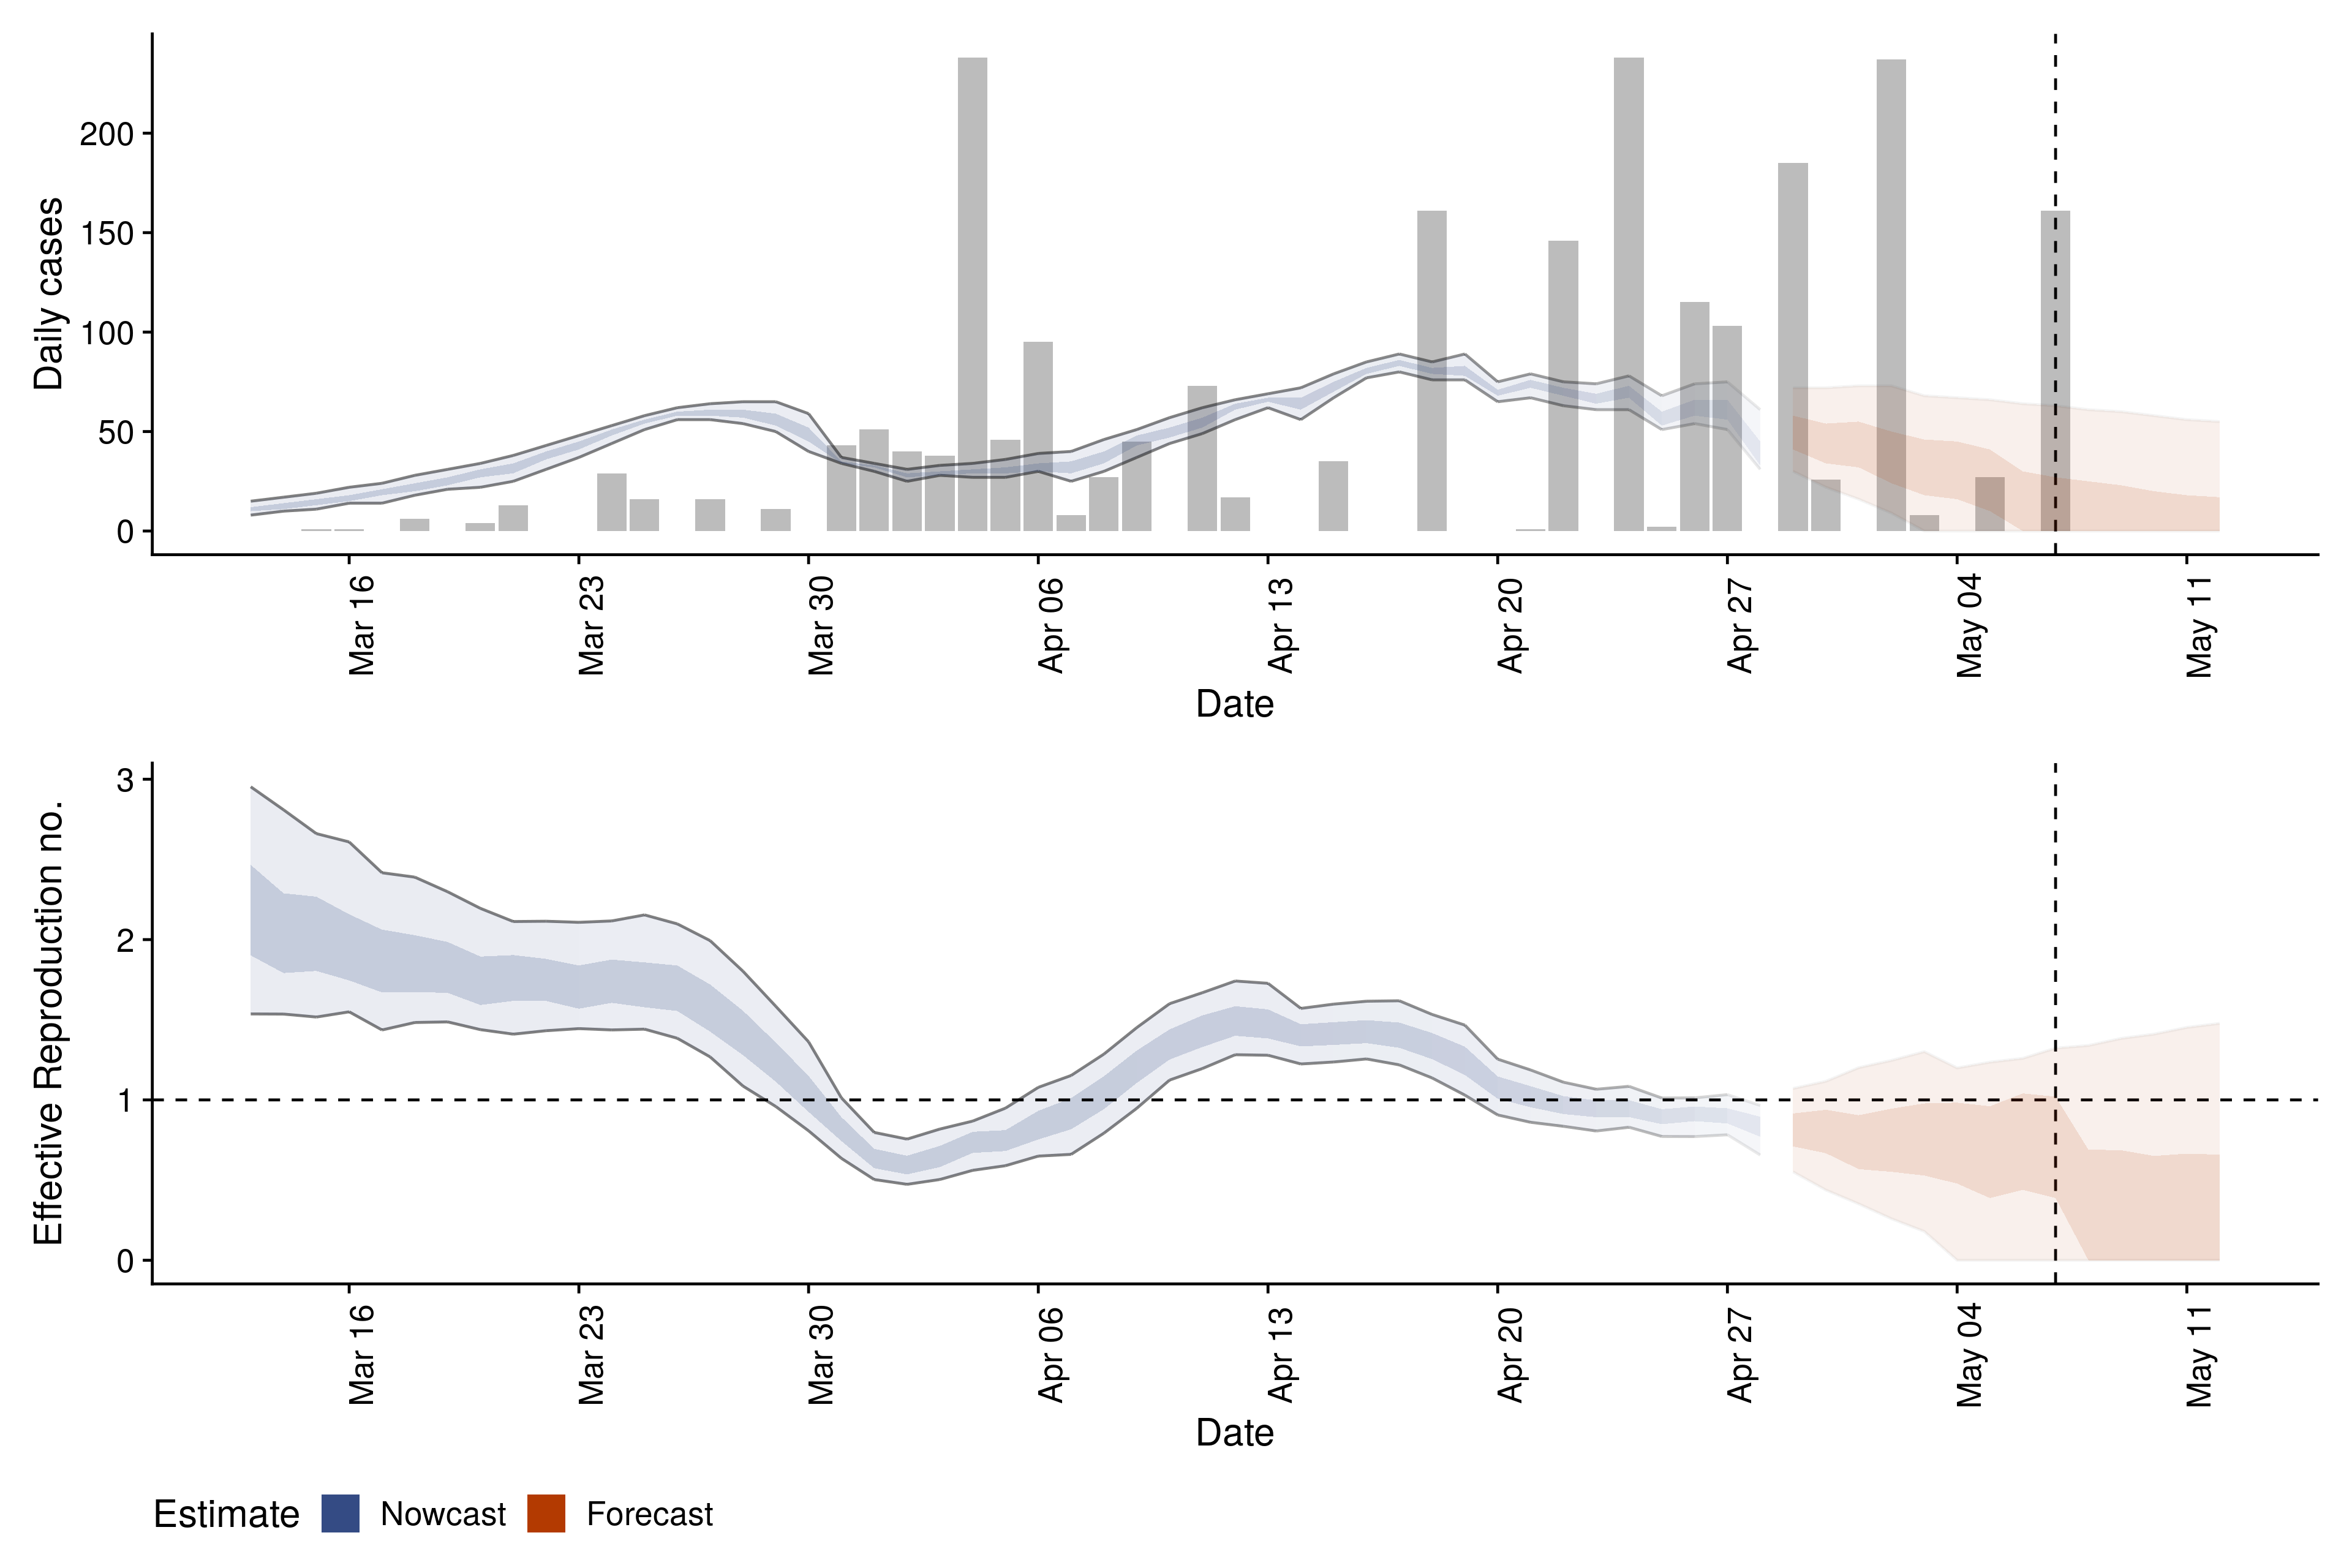 Daily cases
200
150
100
50
0
Mar 16
Mar 23
Mar 30
Apr 06
Apr 13
Apr 20
Apr 27
May 04
May 11
Date
Effective Reproduction no.
3
2
1
0
Mar 16
Mar 23
Mar 30
Apr 06
Apr 13
Apr 20
Apr 27
May 04
May 11
Date
Estimate Nowcast Forecast